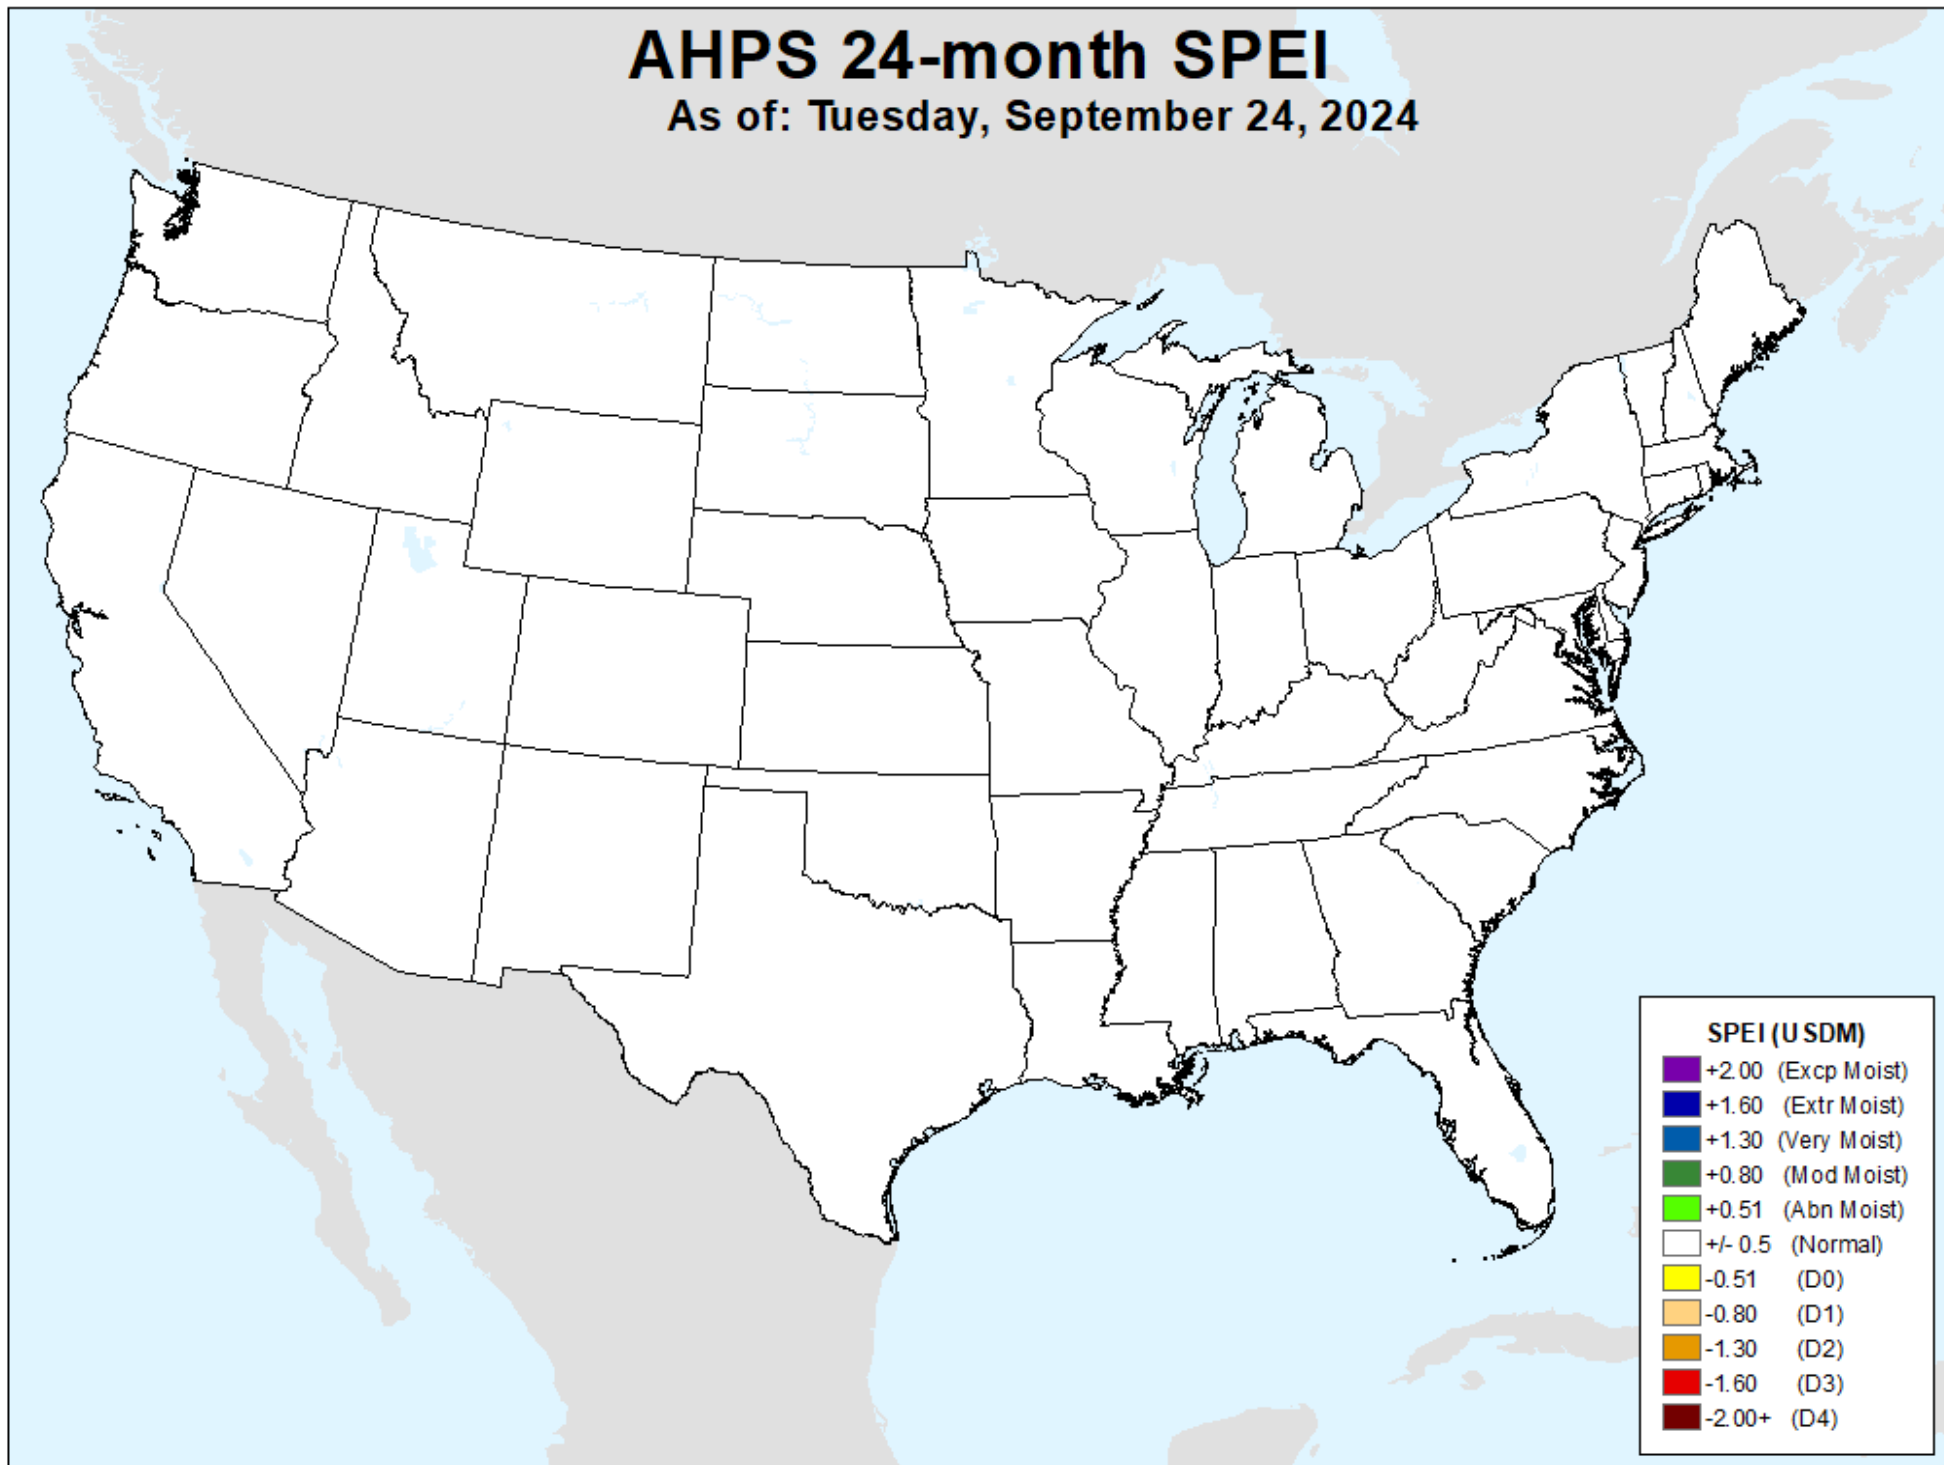 AHPS 24-month SPEI
As of: Tuesday, September 24, 2024
SPEI (USDM)
+2.00 (Excp Moist)
+1.60 (Extr Moist)
+1.30 (Very Moist)
+0.80 (Mod Moist)
+0.51 (Abn Moist)
+/- 0.5 (Normal)
-0.51 (D0)
-0.80 (D1)
-1.30 (D2)
-1.60 (D3)
-2.00+ (D4)